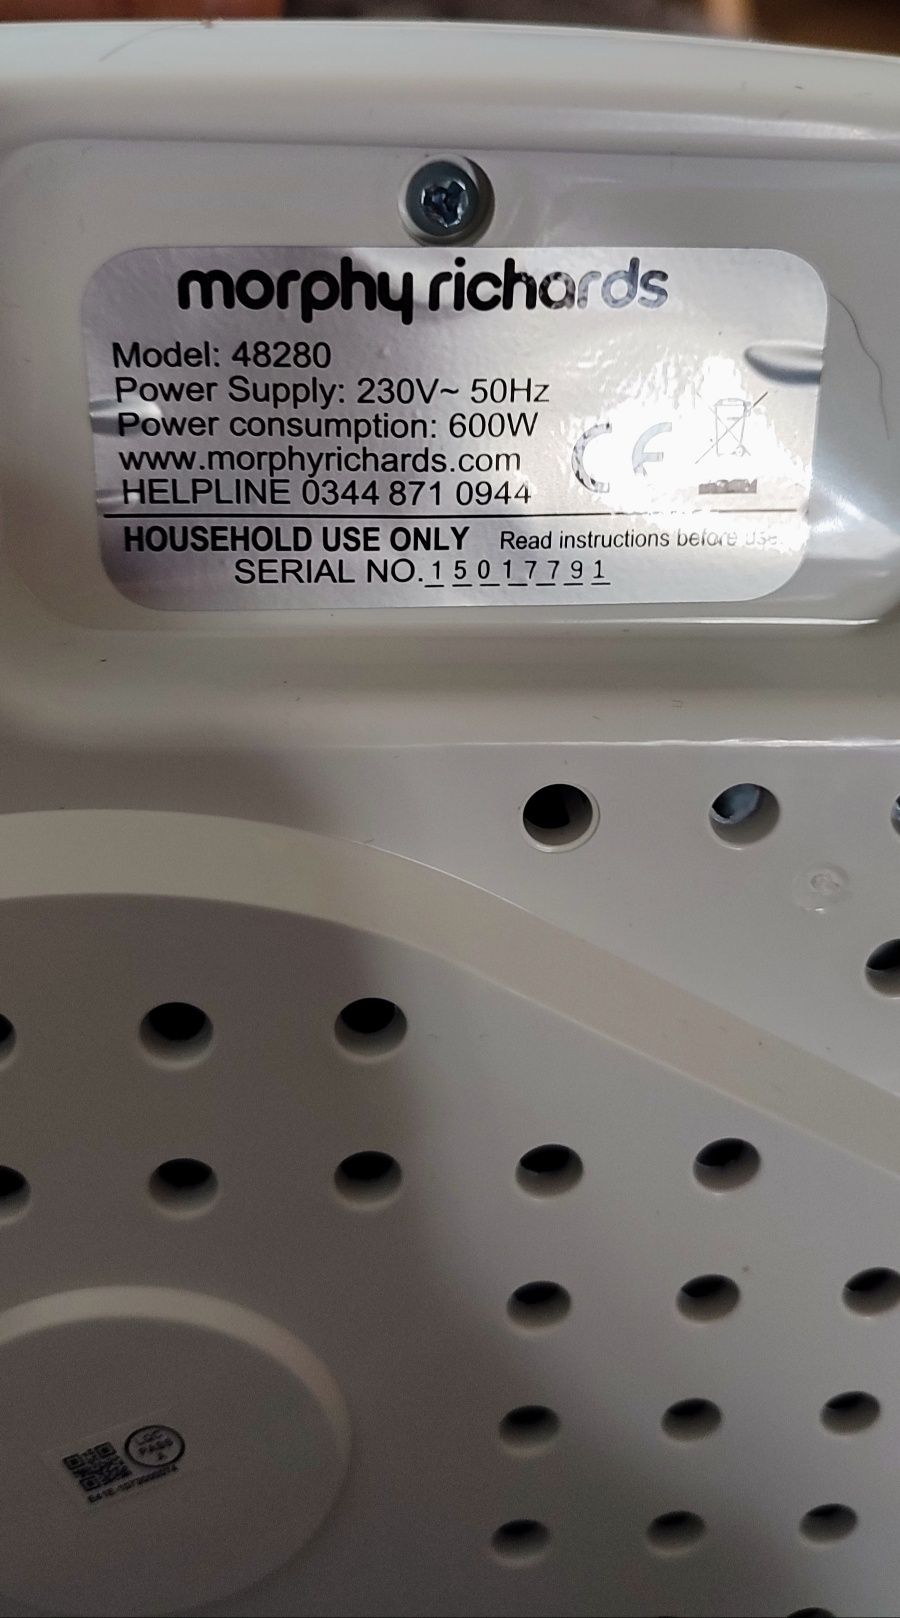 morphy richards
Model: 48280
Power Supply: 230V~ 50Hz
Power consumption: 600W
www.morphyrichards.com
CE
HELPLINE 0344 871 0944
HOUSEHOLD USE ONLY Read instructions before use.
SERIAL NO. 15017791
PASS